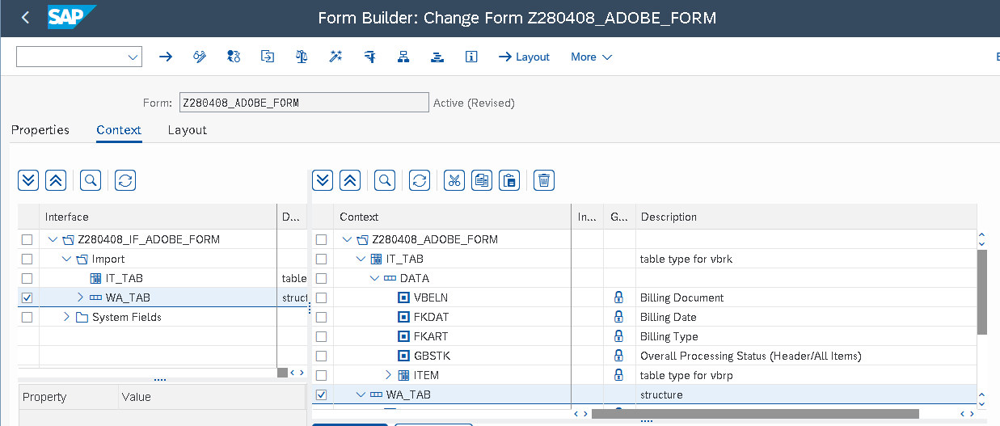 SAP
Form Builder: Change Form Z280408_ADOBE_FORM
Layout More
Form: Z280408_ADOBE_FORM Active (Revised)
Properties Context Layout
Interface D... Context In... G... Description
Z280408_IF_ADOBE_FORM Z280408_ADOBE_FORM
Import IT_TAB table type for vbrk
IT_TAB table DATA
WA_TAB struct VBELN Billing Document
System Fields FKDAT Billing Date
FKART Billing Type
GBSTK Overall Processing Status (Header/All Items)
ITEM table type for vbrp
Property Value WA_TAB structure